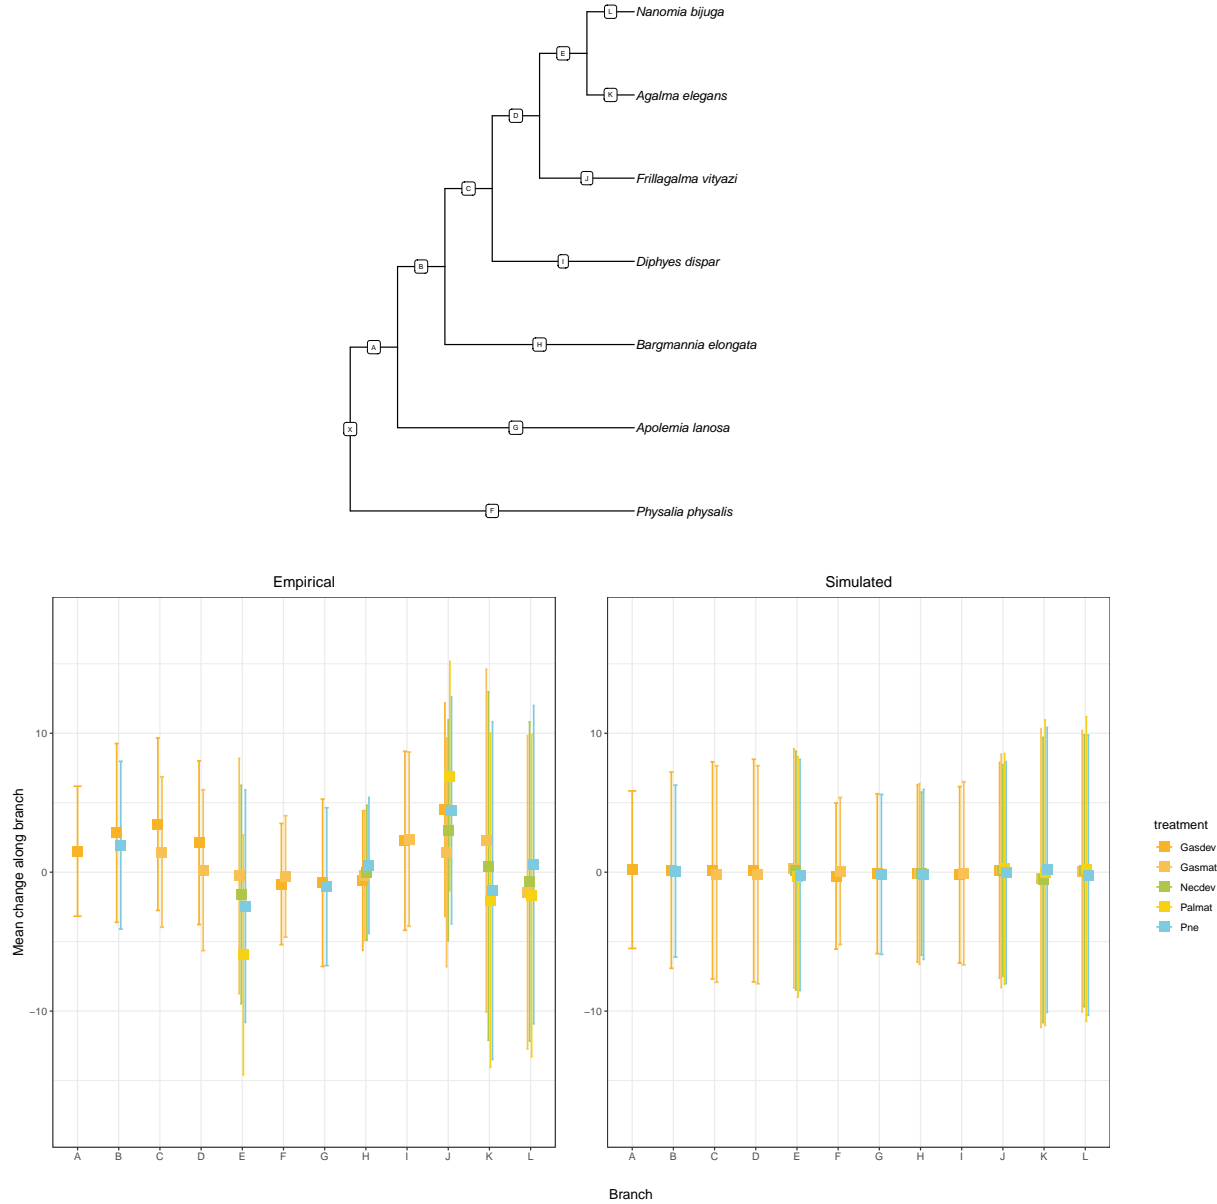 L
Nanomia bijuga
E
K
Agalma elegans
D
J
Frillagalma vityazi
C
B
I
Diphyes dispar
A
H
Bargmannia elongata
X
G
Apolemia lanosa
F
Physalia physalis
Empirical
Simulated
Mean change along branch
10
0
−10
A B C D E F G H I J K L
10
0
−10
A B C D E F G H I J K L
Branch
treatment
Gasdev
Gasmat
Necdev
Palmat
Pne